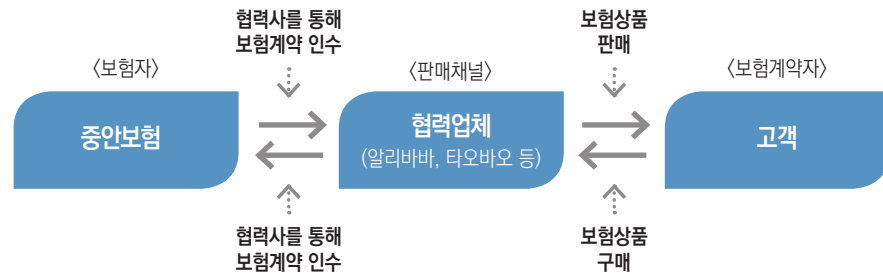 협력사를 통해
보험계약 인수
보험상품
판매
〈보험자〉
〈판매채널〉
〈보험계약자〉
중안보험
협력업체
(알리바바, 타오바오 등)
고객
협력사를 통해
보험계약 인수
보험상품
구매